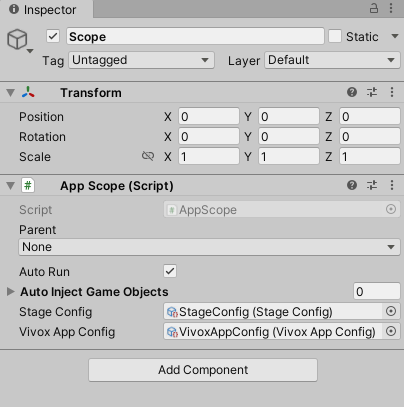 Inspector
Scope Static
Tag Untagged Layer Default
Transform
Position X 0 Y 0 Z 0
Rotation X 0 Y 0 Z 0
Scale X 1 Y 1 Z 1
# App Scope (Script)
Script # AppScope
Parent
None
Auto Run
Auto Inject Game Objects 0
Stage Config StageConfig (Stage Config)
Vivox App Config VivoxAppConfig (Vivox App Config)
Add Component